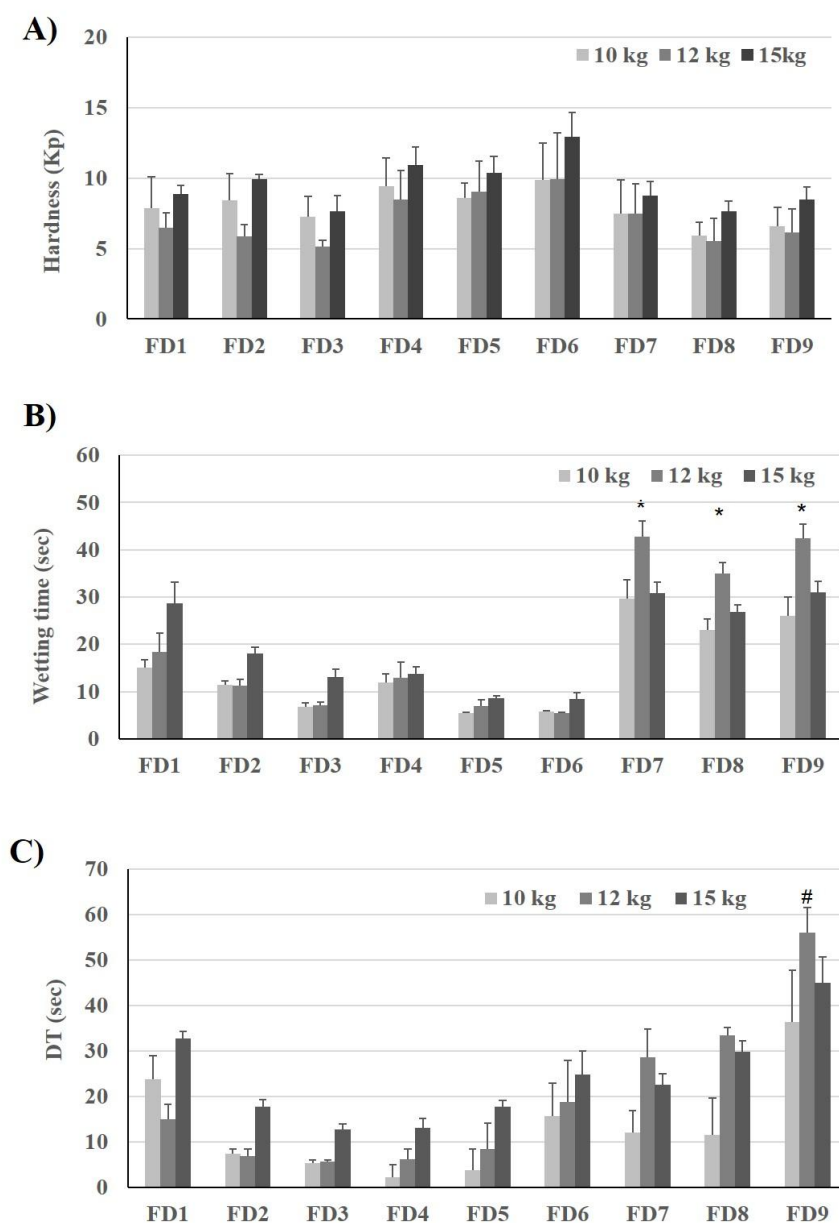 A)
20
10 kg 12 kg 15kg
15
10
5
0
Hardness (Kp)
FD1 FD2 FD3 FD4 FD5 FD6 FD7 FD8 FD9
B)
60
10 kg 12 kg 15 kg
50
* * *
40
30
20
10
0
Wetting time (sec)
FD1 FD2 FD3 FD4 FD5 FD6 FD7 FD8 FD9
C)
70
10 kg 12 kg 15 kg
#
60
50
40
30
20
10
0
DT (sec)
FD1 FD2 FD3 FD4 FD5 FD6 FD7 FD8 FD9